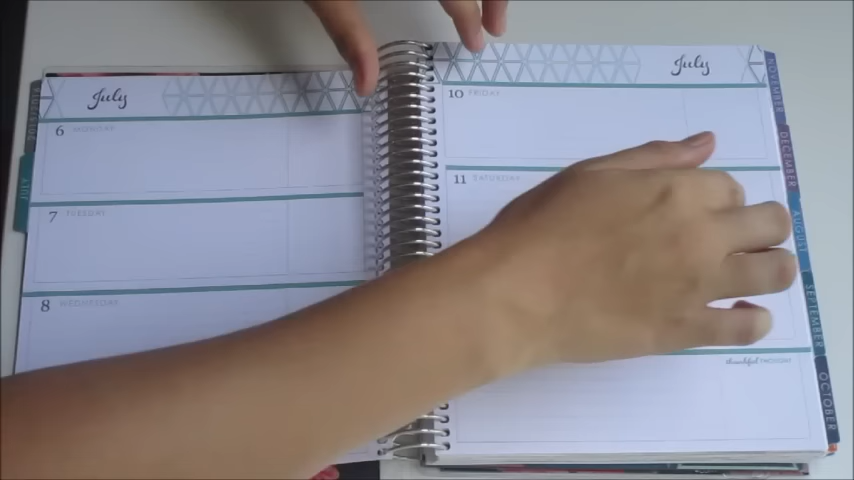 July
6 MONDAY
7 TUESDAY
8 WEDNESDAY
JULY
July
10 FRIDAY
11 SATURDAY
thankful THOUGHT
NOVEMBER
DECEMBER
AUGUST
SEPTEMBER
OCTOBER